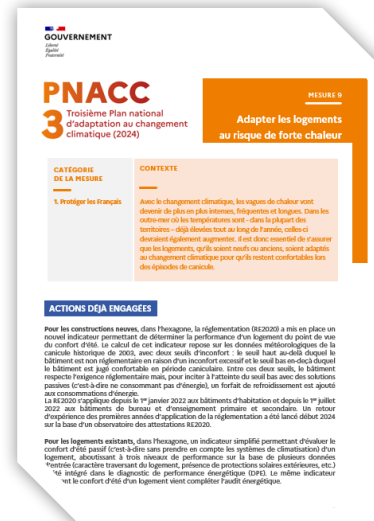 GOUVERNEMENT
Liberté
Égalité
Fraternité
PNACC
3 Troisième Plan national
d'adaptation au changement
climatique (2024)
MESURE 9
Adapter les logements
au risque de forte chaleur
CATÉGORIE
DE LA MESURE
1. Protéger les Français
CONTEXTE
Avec le changement climatique, les vagues de chaleur vont
devenir de plus en plus intenses, fréquentes et longues. Dans les
outre-mer où les températures sont – dans la plupart des
territoires – déjà élevées tout au long de l'année, celles-ci
devraient également augmenter. Il est donc essentiel de s'assurer
que les logements, qu'ils soient neufs ou anciens, soient adaptés
au changement climatique pour qu'ils restent confortables lors
des épisodes de canicule.
ACTIONS DÉJÀ ENGAGÉES
Pour les constructions neuves, dans l'hexagone, la réglementation (RE2020) a mis en place un
nouvel indicateur permettant de déterminer la performance d'un logement du point de vue
du confort d'été. Le calcul de cet indicateur repose sur les données météorologiques de la
canicule historique de 2003, avec deux seuils d'inconfort : le seuil haut au-delà duquel le
bâtiment est non réglementaire en raison d'un inconfort excessif et le seuil bas en-deçà duquel
le bâtiment est jugé confortable en période caniculaire. Entre ces deux seuils, le bâtiment
respecte l'exigence réglementaire mais, pour inciter à l'atteinte du seuil bas avec des solutions
passives (c'est-à-dire ne consommant pas d'énergie), un forfait de refroidissement est ajouté
aux consommations d'énergie.
La RE2020 s'applique depuis le 1er janvier 2022 aux bâtiments d'habitation et depuis le 1er juillet
2022 aux bâtiments de bureau et d'enseignement primaire et secondaire. Un retour
d'expérience des premières années d'application de la réglementation a été lancé début 2024
sur la base d'un observatoire des attestations RE2020.
Pour les logements existants, dans l'hexagone, un indicateur simplifié permettant d'évaluer le
confort d'été passif (c'est-à-dire sans prendre en compte les systèmes de climatisation) d'un
logement, aboutissant à trois niveaux de performance sur la base de plusieurs données
d'entrée (caractère traversant du logement, présence de protections solaires extérieures, etc.)
été intégré dans le diagnostic de performance énergétique (DPE). Le même indicateur
nt le confort d'été d'un logement vient compléter l'audit énergétique.